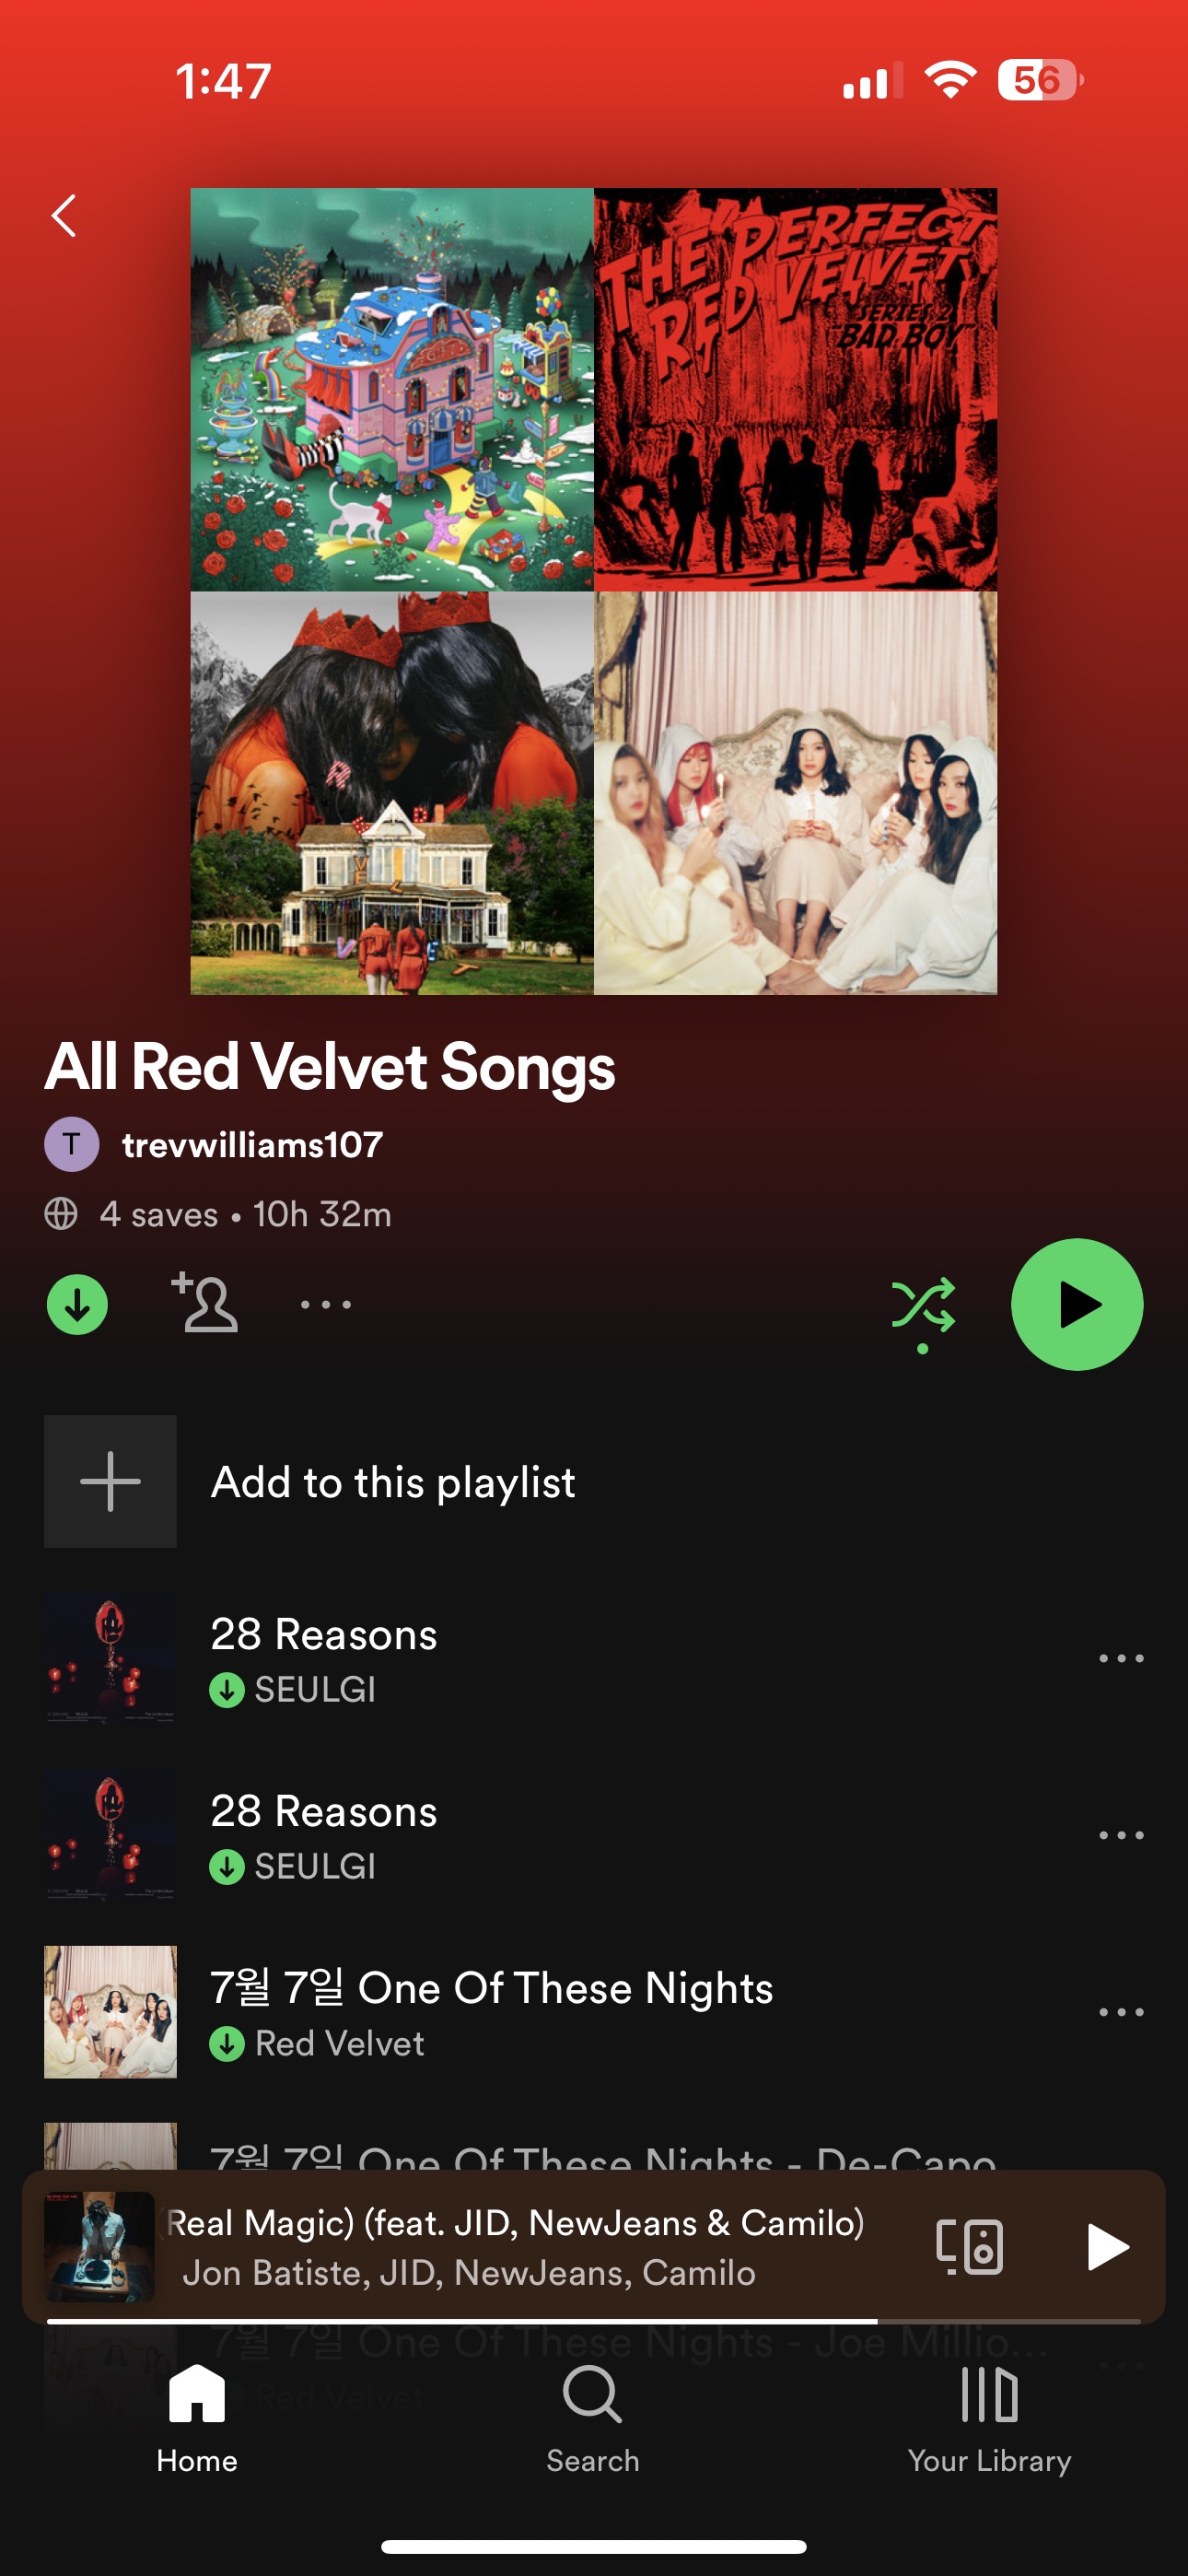 1:47
56
THE PERFECT
RED VELVET
SERIES 2
"BAD BOY"
All Red Velvet Songs
T
trevwilliams107
4 saves • 10h 32m
Add to this playlist
28 Reasons
SEULGI
28 Reasons
SEULGI
7월 7일 One Of These Nights
Red Velvet
7월 7일 One Of These Nights - De-Capo
(Real Magic) (feat. JID, NewJeans & Camilo)
Jon Batiste, JID, NewJeans, Camilo
7월 7일 One Of These Nights - Joe Millio...
Red Velvet
Home
Search
Your Library